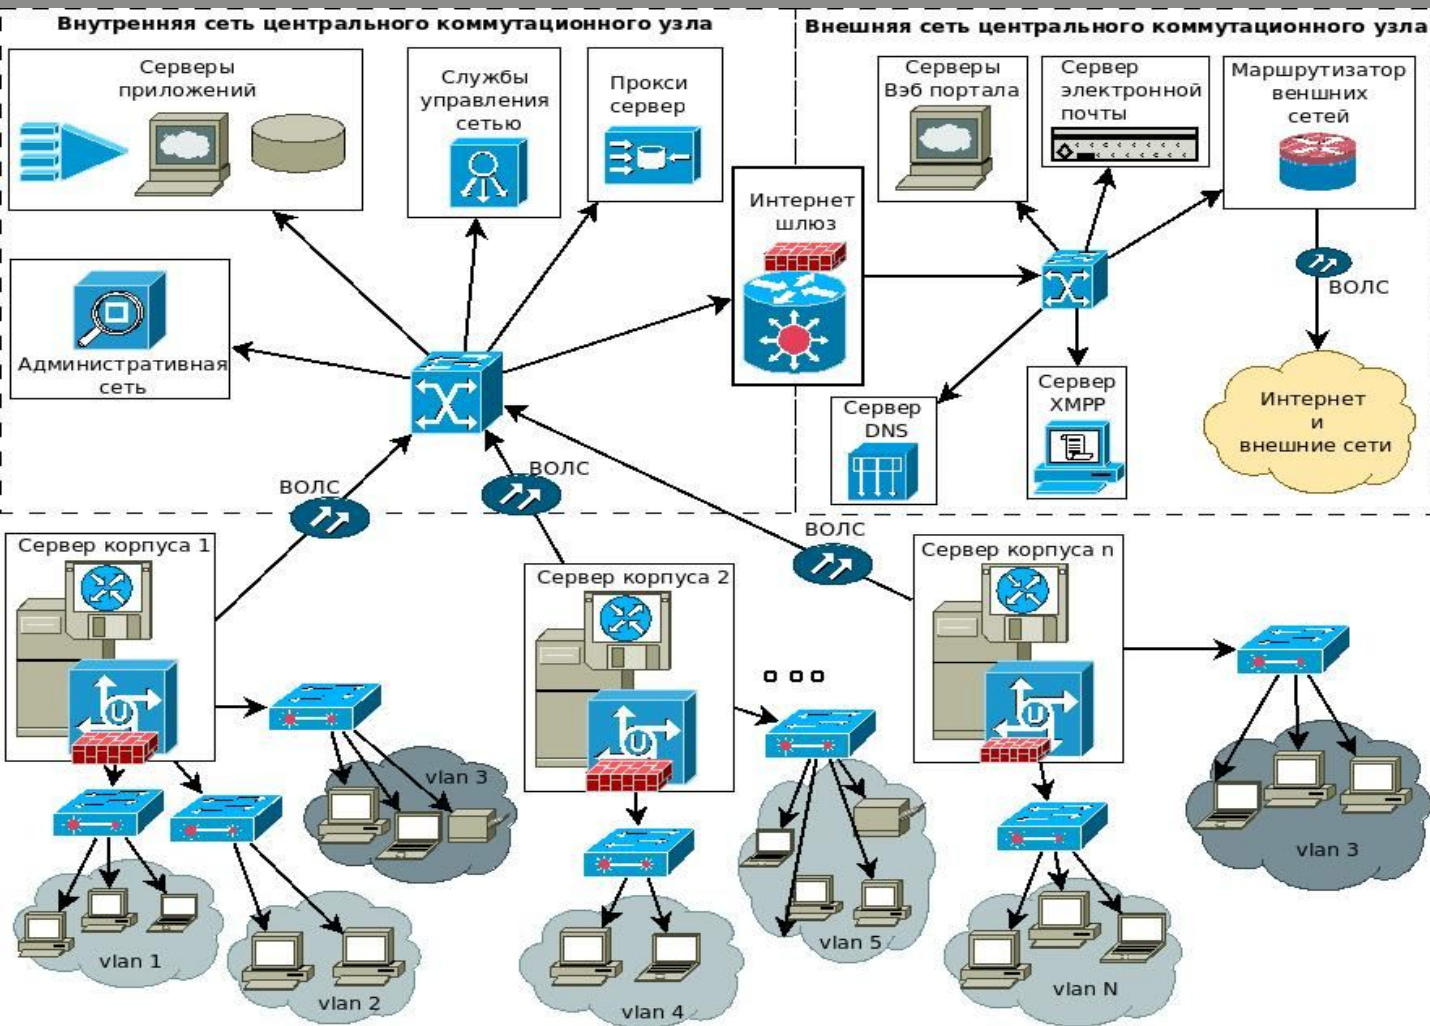 Внутренняя сеть центрального коммутационного узла
Внешняя сеть центрального коммутационного узла
Серверы
приложений
Службы
управления
сетью
Прокси
сервер
Серверы
Вэб портала
Сервер
электронной
почты
Маршрутизатор
венших
сетей
Интернет
шлюз
ВОЛС
Административная
сеть
Сервер
DNS
Сервер
XMPP
Интернет
и
внешние сети
ВОЛС
ВОЛС
ВОЛС
Сервер корпуса 1
Сервер корпуса 2
Сервер корпуса n
U
U
U
vlan 3
vlan 3
vlan 1
vlan 2
vlan 4
vlan 5
vlan N